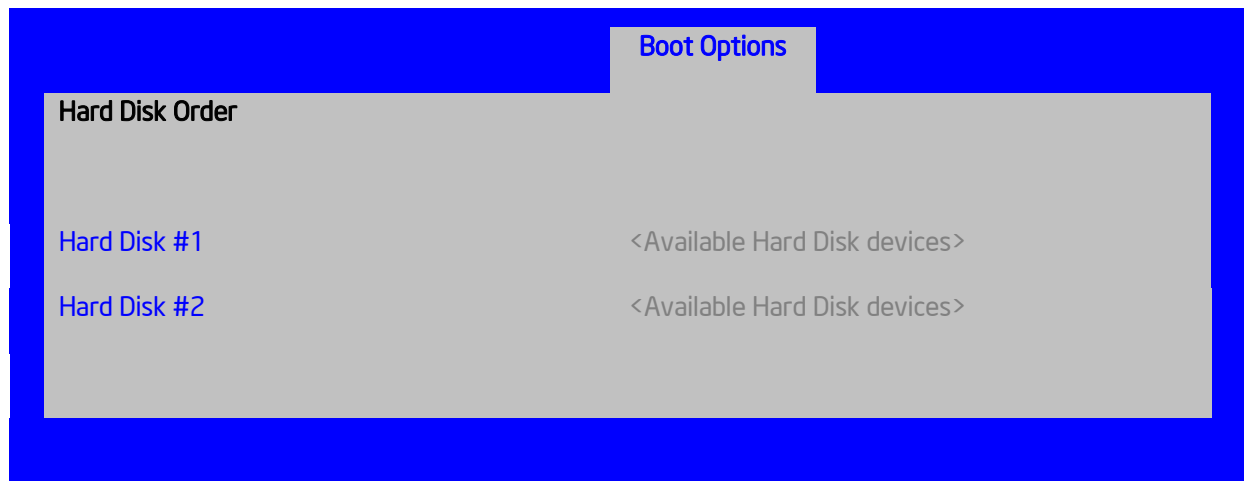 Boot Options
Hard Disk Order
Hard Disk #1 <Available Hard Disk devices>
Hard Disk #2 <Available Hard Disk devices>